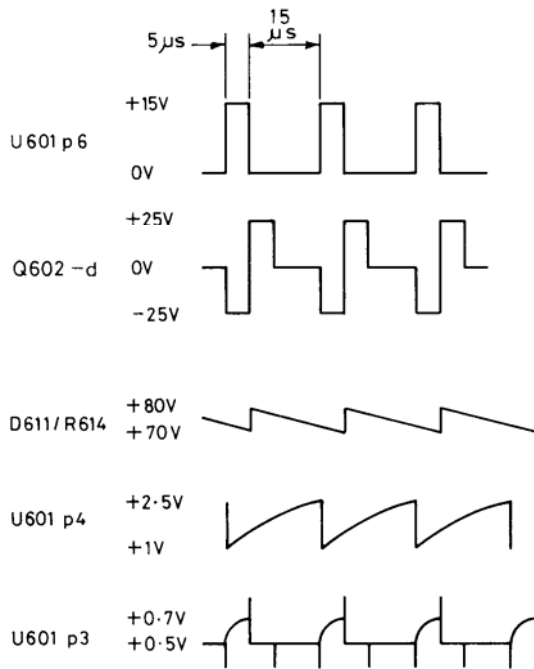 15
5μs
μs
+15V
U601 p6
0V
+25V
Q602 -d
0V
-25V
+80V
D611/R614
+70V
+2·5V
U601 p4
+1V
+0·7V
U601 p3
+0·5V